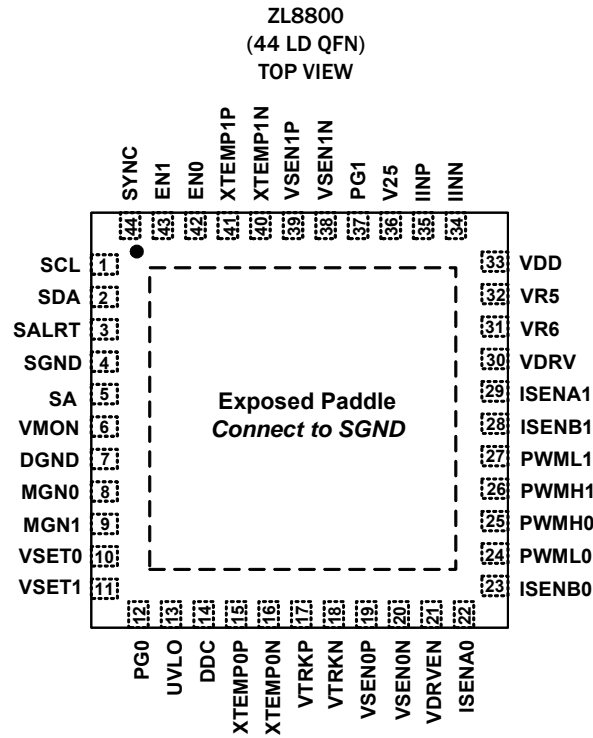 ZL8800
(44 LD QFN)
TOP VIEW
SYNC
EN1
EN0
XTEMP1P
XTEMP1N
VSEN1P
VSEN1N
PG1
V25
IINP
IINN
44
43
42
41
40
39
38
37
36
35
34
SCL 1
SDA 2
SALRT 3
SGND 4
SA 5
VMON 6
DGND 7
MGN0 8
MGN1 9
VSET0 10
VSET1 11
Exposed Paddle
Connect to SGND
33 VDD
32 VR5
31 VR6
30 VDRV
29 ISENA1
28 ISENB1
27 PWML1
26 PWMH1
25 PWMH0
24 PWML0
23 ISENB0
12
13
14
15
16
17
18
19
20
21
22
PG0
UVLO
DDC
XTEMP0P
XTEMP0N
VTRKP
VTRKN
VSEN0P
VSEN0N
VDRVEN
ISENA0